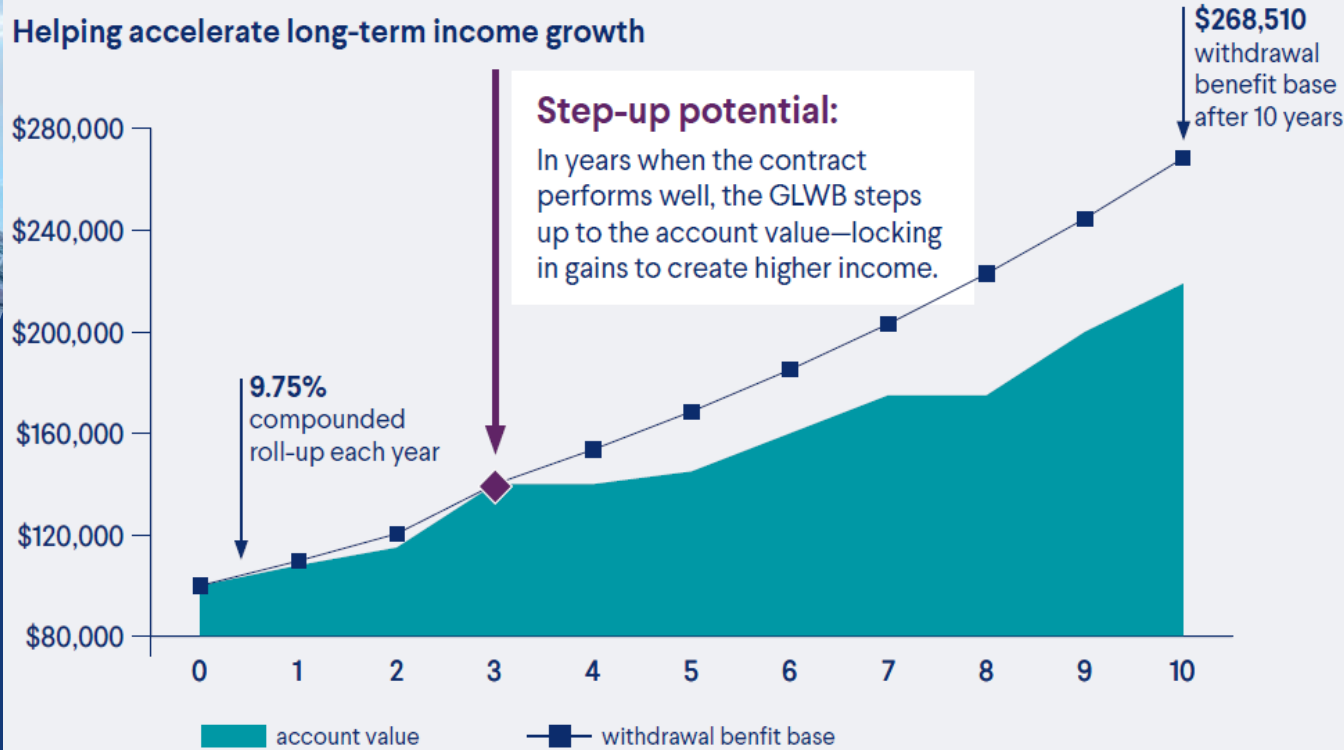 Helping accelerate long-term income growth
$268,510
withdrawal
benefit base
after 10 years
Step-up potential:
In years when the contract
performs well, the GLWB steps
up to the account value—locking
in gains to create higher income.
$280,000
$240,000
$200,000
$160,000
$120,000
$80,000
9.75%
compounded
roll-up each year
0 1 2 3 4 5 6 7 8 9 10
account value
withdrawal benfit base